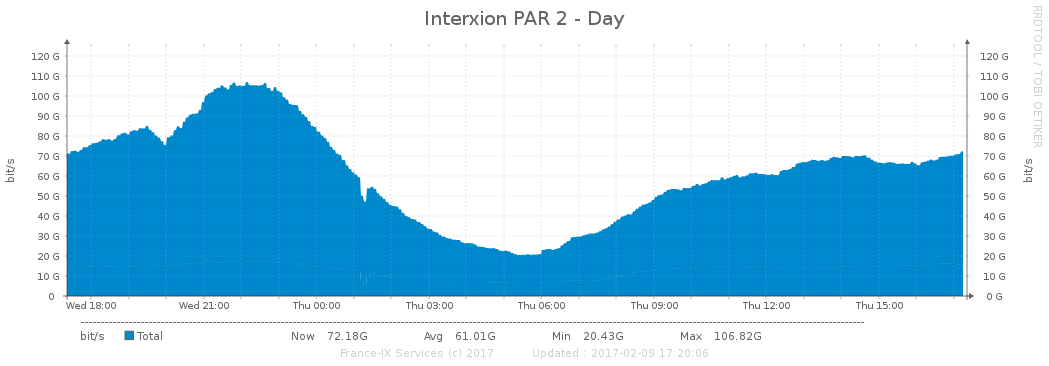 Interxion PAR 2 - Day
RRDTOOL / TOBI OETIKER
120 G 120 G
110 G 110 G
100 G 100 G
90 G 90 G
80 G 80 G
70 G 70 G
60 G 60 G
50 G 50 G
40 G 40 G
30 G 30 G
20 G 20 G
10 G 10 G
0 0 G
bit/s
bit/s
Wed 18:00 Wed 21:00 Thu 00:00 Thu 03:00 Thu 06:00 Thu 09:00 Thu 12:00 Thu 15:00
bit/s Total Now 72.18G Avg 61.01G Min 20.43G Max 106.82G
France-IX Services (c) 2017 Updated : 2017-02-09 17:20:06